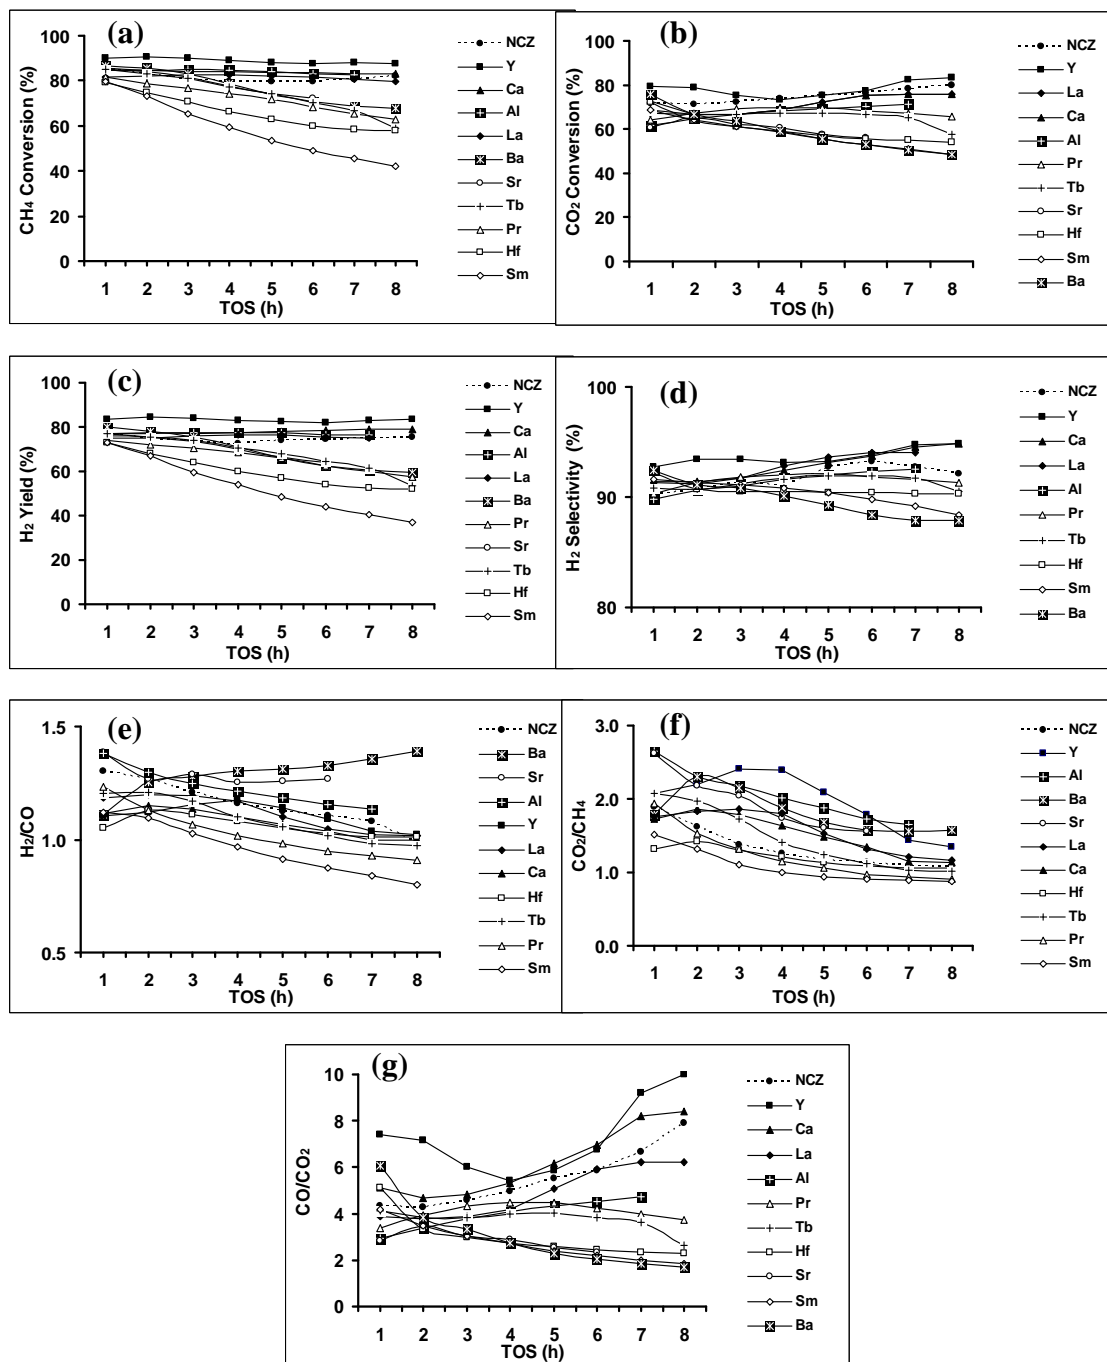 (a)
CH4 Conversion (%)
100
80
60
40
20
0
1 2 3 4 5 6 7 8
TOS (h)
NCZ
Y
Ca
Al
La
Ba
Sr
Tb
Pr
Hf
Sm
(b)
CO2 Conversion (%)
100
80
60
40
20
0
1 2 3 4 5 6 7 8
TOS (h)
NCZ
Y
La
Ca
Al
Pr
Tb
Sr
Hf
Sm
Ba
(c)
H2 Yield (%)
100
80
60
40
20
0
1 2 3 4 5 6 7 8
TOS (h)
NCZ
Y
Ca
Al
La
Ba
Pr
Sr
Tb
Hf
Sm
(d)
H2 Selectivity (%)
100
90
80
1 2 3 4 5 6 7 8
TOS (h)
NCZ
Y
Ca
La
Al
Pr
Tb
Hf
Sm
Ba
(e)
H2/CO
1.5
1.0
0.5
1 2 3 4 5 6 7 8
TOS (h)
NCZ
Ba
Sr
Al
Y
La
Ca
Hf
Tb
Pr
Sm
(f)
CO2/CH4
3.0
2.0
1.0
0.0
1 2 3 4 5 6 7 8
TOS (h)
NCZ
Y
Al
Ba
Sr
La
Ca
Hf
Tb
Pr
Sm
(g)
CO/CO2
10
8
6
4
2
0
1 2 3 4 5 6 7 8
TOS (h)
NCZ
Y
Ca
La
Al
Pr
Tb
Hf
Sr
Sm
Ba